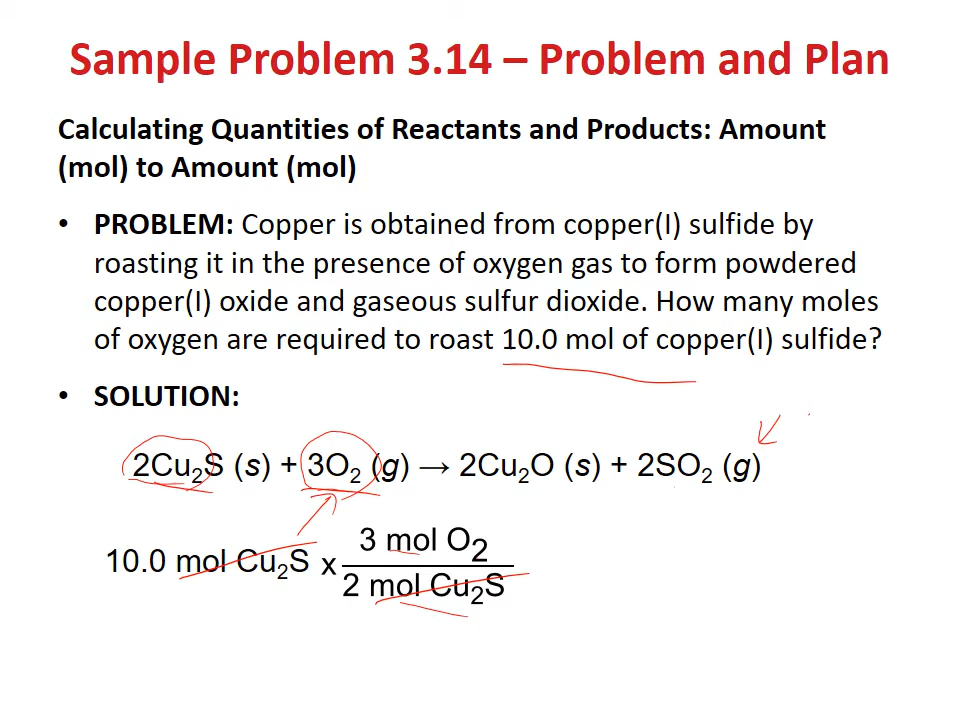 Sample Problem 3.14 – Problem and Plan
Calculating Quantities of Reactants and Products: Amount
(mol) to Amount (mol)
• PROBLEM: Copper is obtained from copper(I) sulfide by
roasting it in the presence of oxygen gas to form powdered
copper(I) oxide and gaseous sulfur dioxide. How many moles
of oxygen are required to roast 10.0 mol of copper(I) sulfide?
• SOLUTION:
2Cu₂S (s) + 3O₂ (g) → 2Cu₂O (s) + 2SO₂ (g)
3 mol O₂
10.0 mol Cu₂S x
2 mol Cu₂S